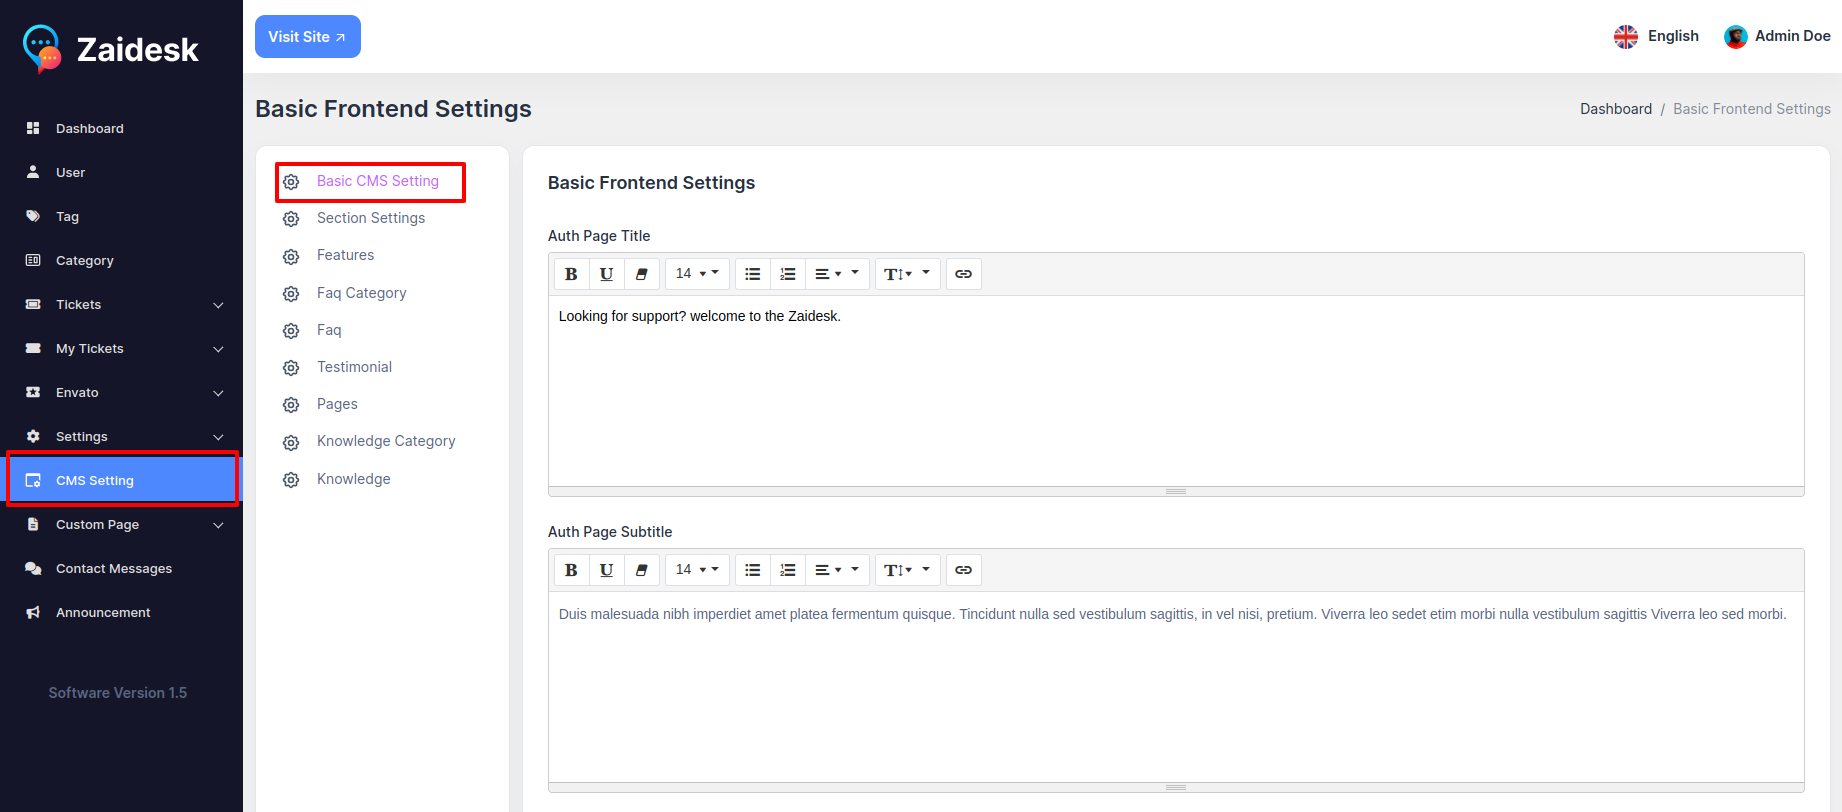 Zaidesk
Dashboard
User
Tag
Category
Tickets
My Tickets
Envato
Settings
CMS Setting
Custom Page
Contact Messages
Announcement
Software Version 1.5
Visit Site
English
Admin Doe
Basic Frontend Settings
Dashboard / Basic Frontend Settings
Basic CMS Setting
Section Settings
Features
Faq Category
Faq
Testimonial
Pages
Knowledge Category
Knowledge
Basic Frontend Settings
Auth Page Title
B U 14 T
Looking for support? welcome to the Zaidesk.
Auth Page Subtitle
B U 14 T
Duis malesuada nibh imperdiet amet platea fermentum quisque. Tincidunt nulla sed vestibulum sagittis, in vel nisi, pretium. Viverra leo sedet etim morbi nulla vestibulum sagittis Viverra leo sed morbi.